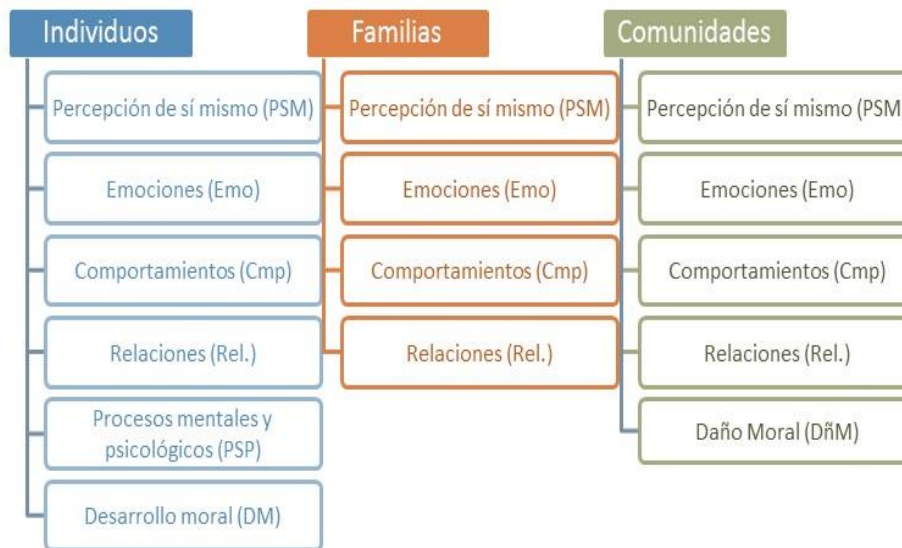 Individuos
Percepción de sí mismo (PSM)
Emociones (Emo)
Comportamientos (Cmp)
Relaciones (Rel.)
Procesos mentales y
psicológicos (PSP)
Desarrollo moral (DM)
Familias
Percepción de sí mismo (PSM)
Emociones (Emo)
Comportamientos (Cmp)
Relaciones (Rel.)
Comunidades
Percepción de sí mismo (PSM
Emociones (Emo)
Comportamientos (Cmp)
Relaciones (Rel.)
Daño Moral (DñM)